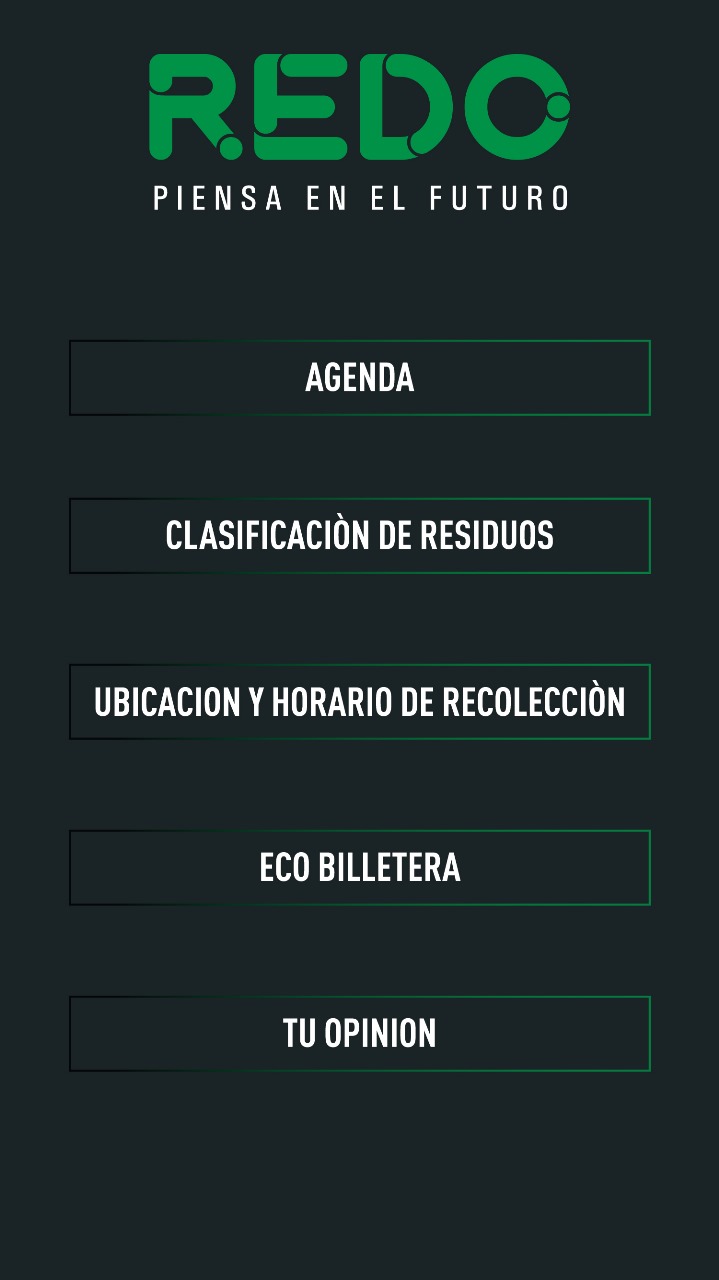 REDO
PIENSA EN EL FUTURO
AGENDA
CLASIFICACIÒN DE RESIDUOS
UBICACION Y HORARIO DE RECOLECCIÒN
ECO BILLETERA
TU OPINION